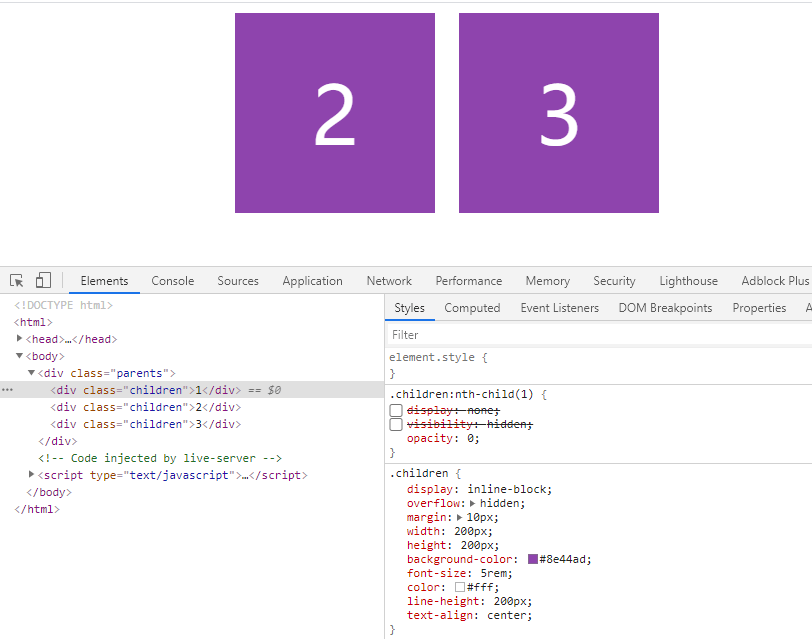 2 3
Elements Console Sources Application Network Performance Memory Security Lighthouse Adblock Plus
Styles Computed Event Listeners DOM Breakpoints Properties
<!DOCTYPE html>
<html>
<head>…</head>
<body>
<div class="parents">
<div class="children">1</div> == $0
<div class="children">2</div>
<div class="children">3</div>
</div>
<!-- Code injected by live-server -->
<script type="text/javascript">…</script>
</body>
</html>
Filter
element.style {
}
.children:nth-child(1) {
display: none;
visibility: hidden;
opacity: 0;
}
.children {
display: inline-block;
overflow: hidden;
margin: 10px;
width: 200px;
height: 200px;
background-color: #8e44ad;
font-size: 5rem;
color: #fff;
line-height: 200px;
text-align: center;
}